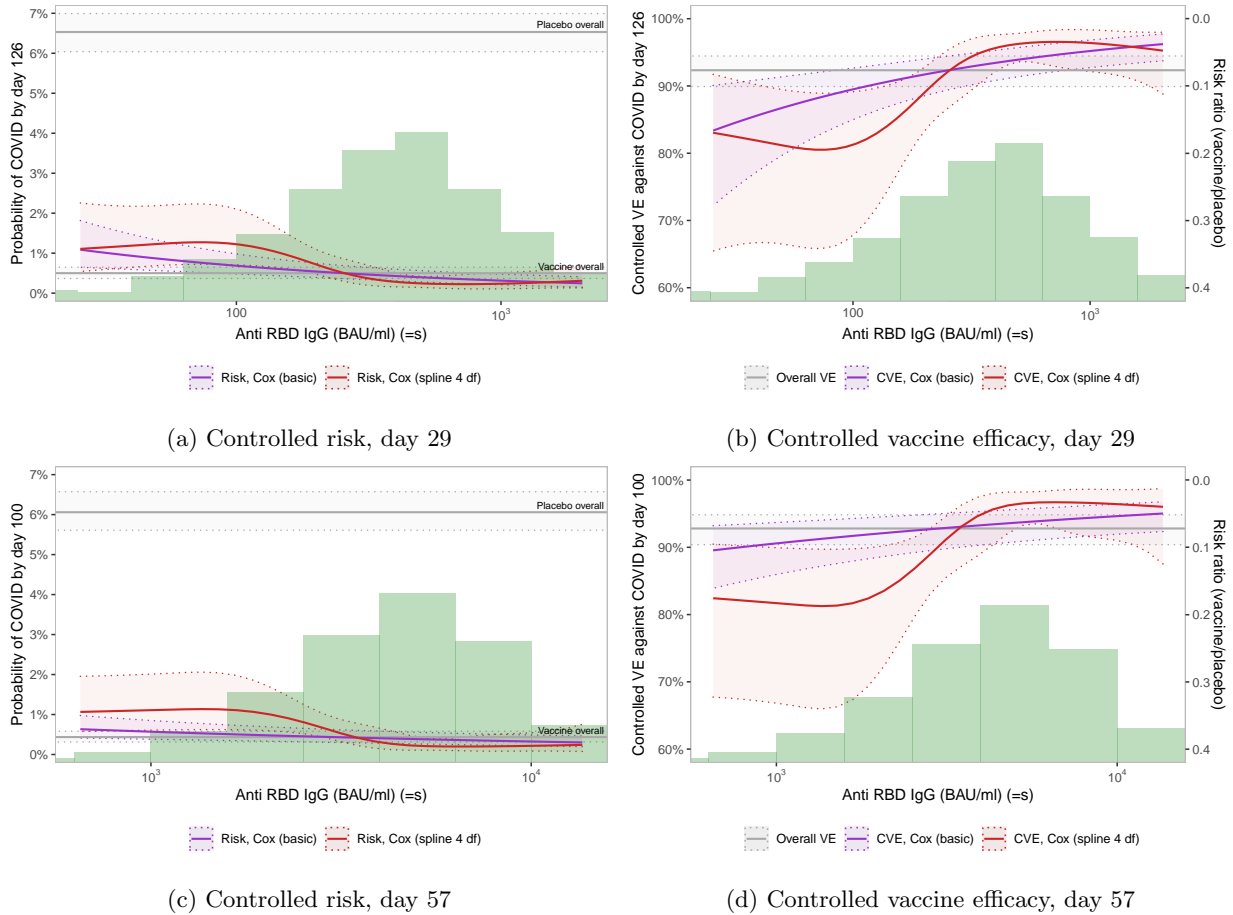 7%
6%
5%
4%
3%
2%
1%
0%
Probability of COVID by day 126
Placebo overall
Vaccine overall
100
10³
Anti RBD IgG (BAU/ml) (=s)
Risk, Cox (basic)
Risk, Cox (spline 4 df)
(a) Controlled risk, day 29
100%
90%
80%
70%
60%
Controlled VE against COVID by day 126
0.0
0.1
0.2
0.3
0.4
Risk ratio (vaccine/placebo)
100
10³
Anti RBD IgG (BAU/ml) (=s)
Overall VE
CVE, Cox (basic)
CVE, Cox (spline 4 df)
(b) Controlled vaccine efficacy, day 29
7%
6%
5%
4%
3%
2%
1%
0%
Probability of COVID by day 100
Placebo overall
Vaccine overall
10³
10⁴
Anti RBD IgG (BAU/ml) (=s)
Risk, Cox (basic)
Risk, Cox (spline 4 df)
(c) Controlled risk, day 57
100%
90%
80%
70%
60%
Controlled VE against COVID by day 100
0.0
0.1
0.2
0.3
0.4
Risk ratio (vaccine/placebo)
10³
10⁴
Anti RBD IgG (BAU/ml) (=s)
Overall VE
CVE, Cox (basic)
CVE, Cox (spline 4 df)
(d) Controlled vaccine efficacy, day 57